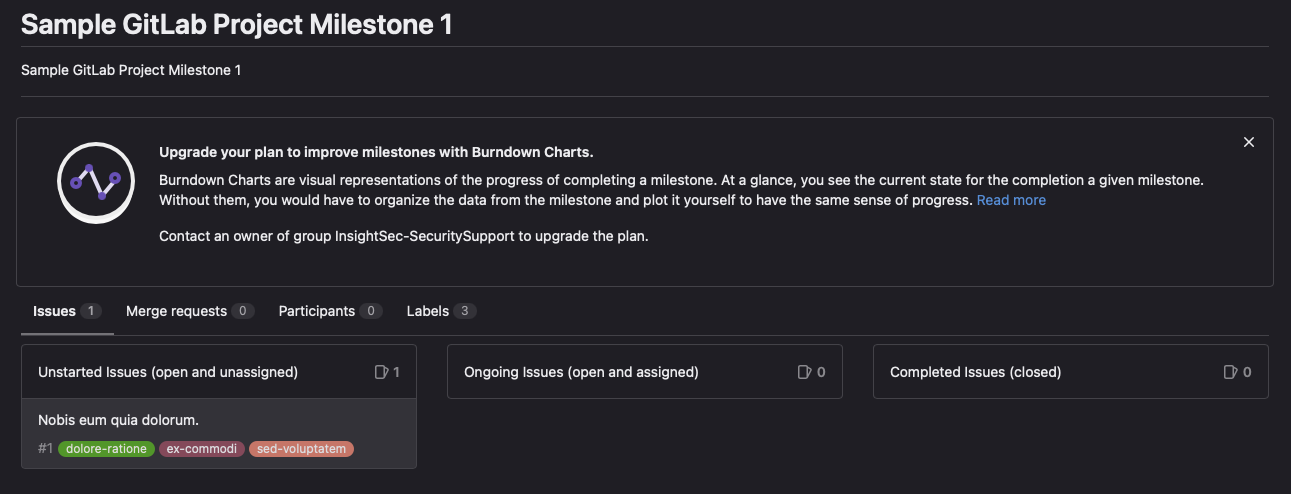 Sample GitLab Project Milestone 1
Sample GitLab Project Milestone 1
Upgrade your plan to improve milestones with Burndown Charts.
Burndown Charts are visual representations of the progress of completing a milestone. At a glance, you see the current state for the completion a given milestone.
Without them, you would have to organize the data from the milestone and plot it yourself to have the same sense of progress. Read more
Contact an owner of group InsightSec-SecuritySupport to upgrade the plan.
Issues 1 Merge requests 0 Participants 0 Labels 3
Unstarted Issues (open and unassigned) 1
Nobis eum quia dolorum.
#1 dolore-ratione ex-commodi sed-voluptatem
Ongoing Issues (open and assigned) 0
Completed Issues (closed) 0